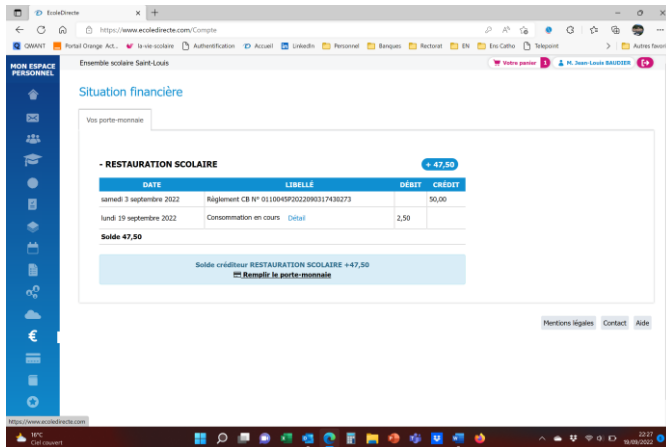 EcoleDirecte
https://www.ecoledirecte.com/Compte
QWANT Portail Orange Act... la-vie-scolaire Authentification Accueil LinkedIn Personnel Banques Rectorat EN Ens Catho Telepoint Autres favoris
MON ESPACE PERSONNEL
Ensemble scolaire Saint-Louis
Votre panier 1 M. Jean-Louis BAUDIER
Situation financière
Vos porte-monnaie
- RESTAURATION SCOLAIRE + 47,50
DATE LIBELLÉ DÉBIT CRÉDIT
samedi 3 septembre 2022 Règlement CB N° 0110045P2022090317430273 50,00
lundi 19 septembre 2022 Consommation en cours Détail 2,50
Solde 47,50
Solde créditeur RESTAURATION SCOLAIRE +47,50
Remplir le porte-monnaie
Mentions légales Contact Aide
https://www.ecoledirecte.com
16°C
Ciel couvert
22:27
19/09/2022